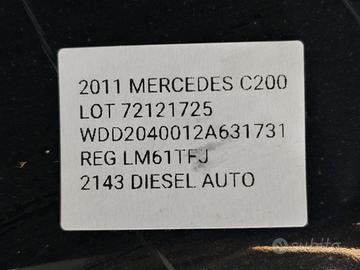 2011 MERCEDES C200
LOT 72121725
WDD2040012A631731
REG LM61TFJ
2143 DIESEL AUTO
subito